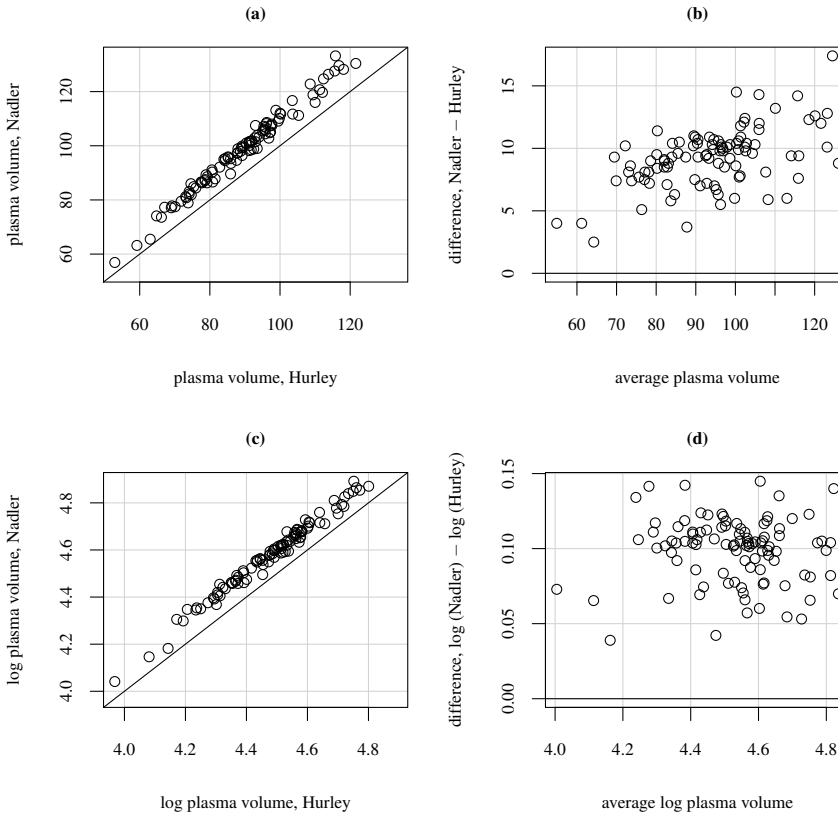 (a)
plasma volume, Nadler
120
100
80
60
60 80 100 120
plasma volume, Hurley
(b)
difference, Nadler − Hurley
15
10
5
0
60 70 80 90 100 120
average plasma volume
(c)
log plasma volume, Nadler
4.8
4.6
4.4
4.2
4.0
4.0 4.2 4.4 4.6 4.8
log plasma volume, Hurley
(d)
difference, log (Nadler) − log (Hurley)
0.15
0.10
0.05
0.00
4.0 4.2 4.4 4.6 4.8
average log plasma volume